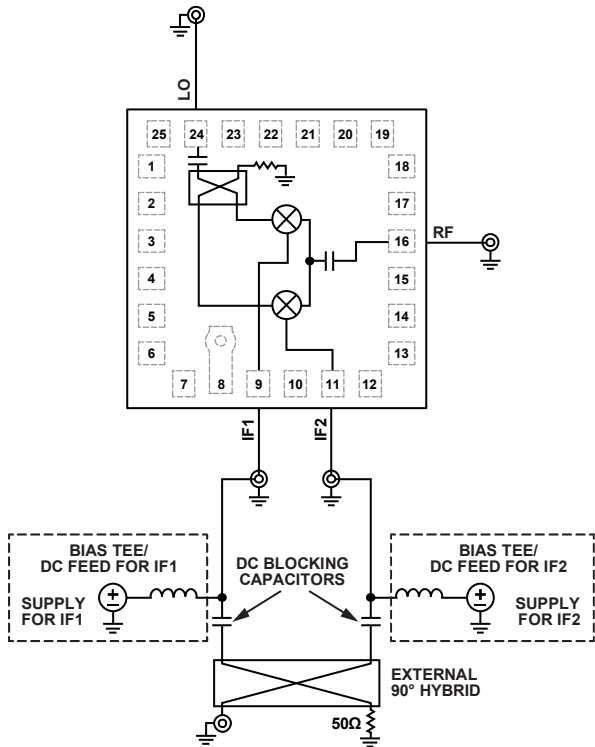 LO
25 24 23 22 21 20 19
1
18
2
17
3
16
RF
4
15
5
14
6
13
7 8 9 10 11 12
IF1
IF2
BIAS TEE/
DC FEED FOR IF1
SUPPLY
FOR IF1
DC BLOCKING
CAPACITORS
BIAS TEE/
DC FEED FOR IF2
SUPPLY
FOR IF2
EXTERNAL
90° HYBRID
50Ω